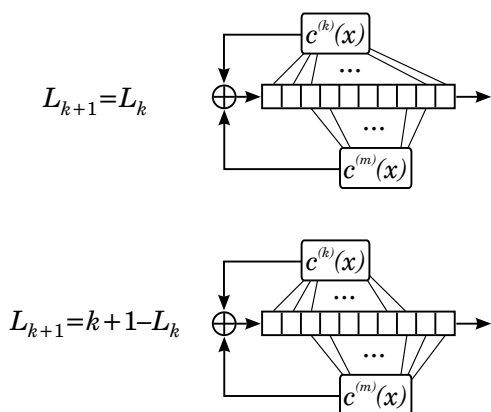 c^{(k)}(x)
...
L_{k+1}=L_k
...
c^{(m)}(x)
c^{(k)}(x)
...
L_{k+1}=k+1–L_k
...
c^{(m)}(x)